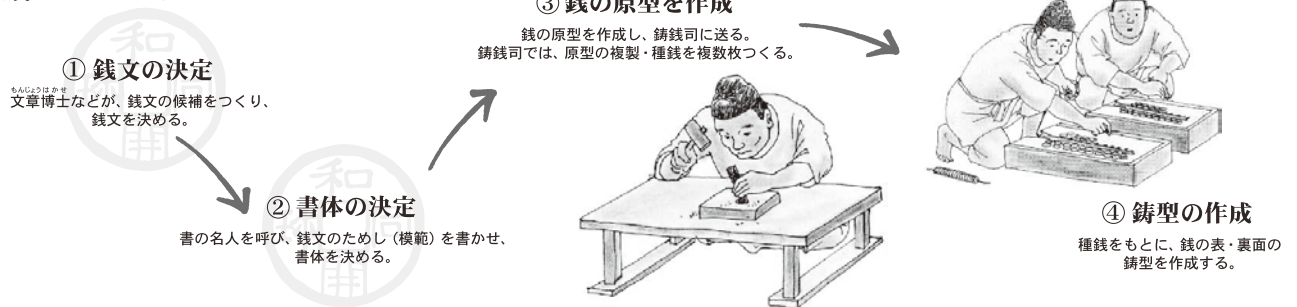 ① 銭文の決定
もんじょうはかせ
文章博士などが、銭文の候補をつくり、
銭文を決める。
② 書体の決定
書の名人を呼び、銭文のためし（模範）を書かせ、
書体を決める。
③ 銭の原型を作成
銭の原型を作成し、鋳銭司に送る。
鋳銭司では、原型の複製・種銭を複数枚つくる。
④ 鋳型の作成
種銭をもとに、銭の表・裏面の
鋳型を作成する。
和
同
開
和
同
開